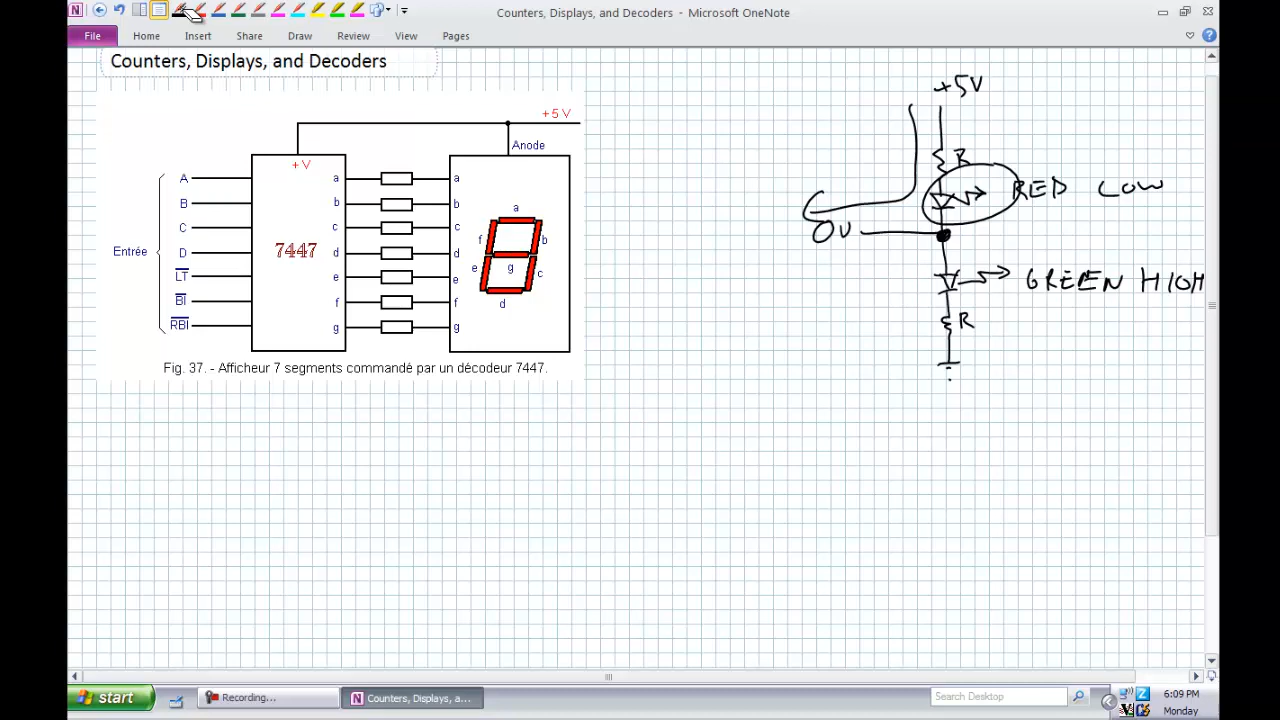 Counters, Displays, and Decoders - Microsoft OneNote
File Home Insert Share Draw Review View Pages
Counters, Displays, and Decoders
+5 V
Anode
+V
A
B
C
D
Entrée
LT
BI
RBI
7447
a
b
c
d
e
f
g
a
b
c
d
e
f
g
a
b
c
d
e
f
g
Fig. 37. - Afficheur 7 segments commandé par un décodeur 7447.
+5V
R
RED LOW
0V
GREEN HIGH
R
start
Recording...
Counters, Displays, a...
Search Desktop
6:09 PM
Monday